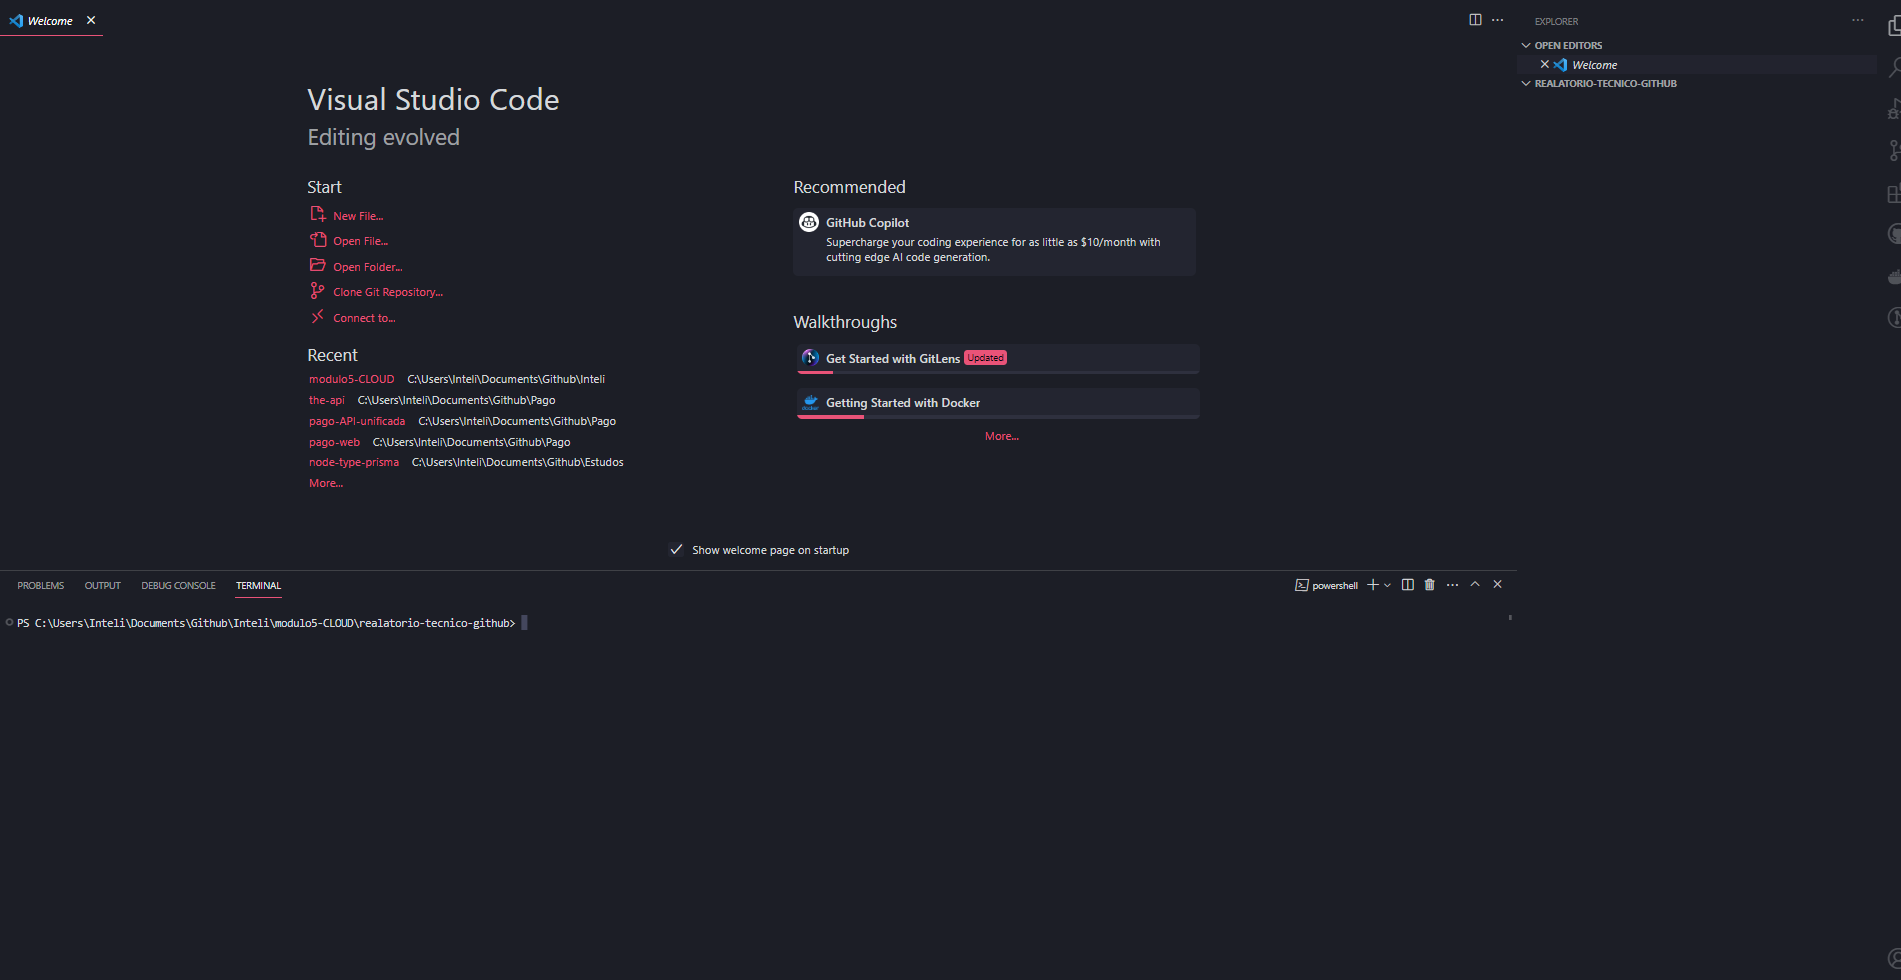 Welcome
Visual Studio Code
Editing evolved
Start
New File...
Open File...
Open Folder...
Clone Git Repository...
Connect to...
Recent
modulo5-CLOUD C:\Users\Inteli\Documents\Github\Inteli
the-api C:\Users\Inteli\Documents\Github\Pago
pago-API-unificada C:\Users\Inteli\Documents\Github\Pago
pago-web C:\Users\Inteli\Documents\Github\Pago
node-type-prisma C:\Users\Inteli\Documents\Github\Estudos
More...
Recommended
GitHub Copilot
Supercharge your coding experience for as little as $10/month with
cutting edge AI code generation.
Walkthroughs
Get Started with GitLens Updated
Getting Started with Docker
More...
Show welcome page on startup
PROBLEMS OUTPUT DEBUG CONSOLE TERMINAL
powershell
PS C:\Users\Inteli\Documents\Github\Inteli\modulo5-CLOUD\realatorio-tecnico-github>
EXPLORER
OPEN EDITORS
Welcome
REALATORIO-TECNICO-GITHUB